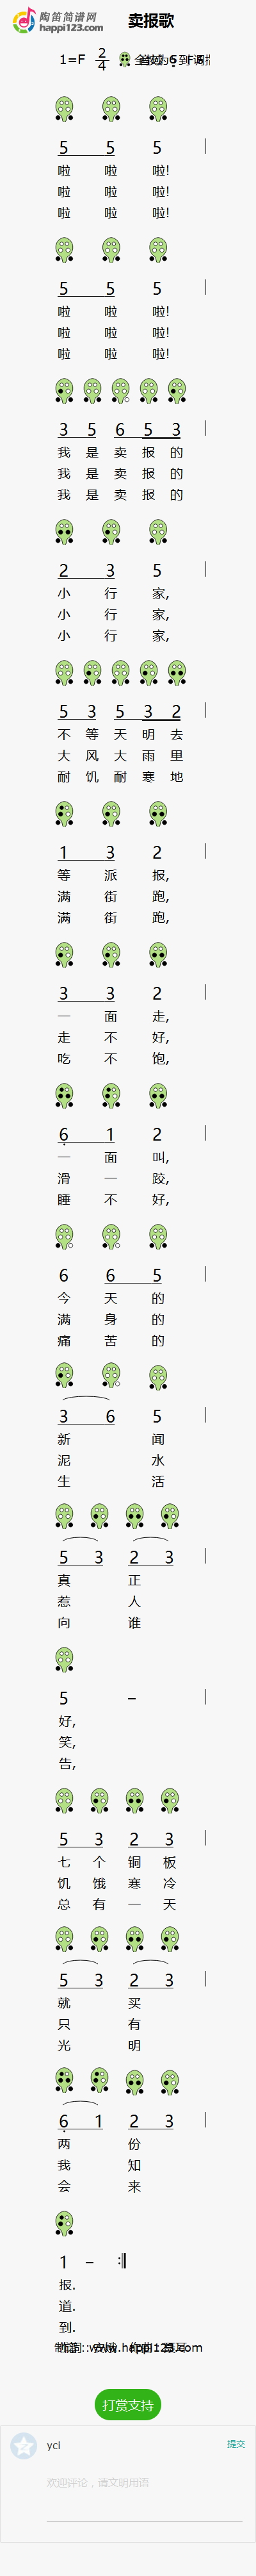 陶笛简谱网
happi123.com
卖报歌
1=F 2/4
5 5 5
啦 啦 啦!
啦 啦 啦!
啦 啦 啦!
5 5 5
啦 啦 啦!
啦 啦 啦!
啦 啦 啦!
3 5 6 5 3
我 是 卖 报 的
我 是 卖 报 的
我 是 卖 报 的
2 3 5
小 行 家,
小 行 家,
小 行 家,
5 3 5 3 2
不 等 天 明 去
大 风 大 雨 里
耐 饥 耐 寒 地
1 3 2
等 派 报,
满 街 跑,
满 街 跑,
3 3 2
一 面 走,
走 不 好,
吃 不 饱,
6 1 2
一 面 叫,
滑 一 跤,
睡 不 好,
6 6 5
今 天 的
满 身 的
痛 苦 的
3 6 5
新 闻
泥 水
生 活
5 3 2 3
真 正
惹 人
向 谁
5 –
好,
笑,
告,
5 3 2 3
七 个 铜 板
饥 饿 寒 冷
总 有 一 天
5 3 2 3
就 买
只 有
光 明
6 1 2 3
两 份
我 知
会 来
1 – :
报.
道.
到.
www.happi123.com
打赏支持
yci
提交
欢迎评论，请文明用语